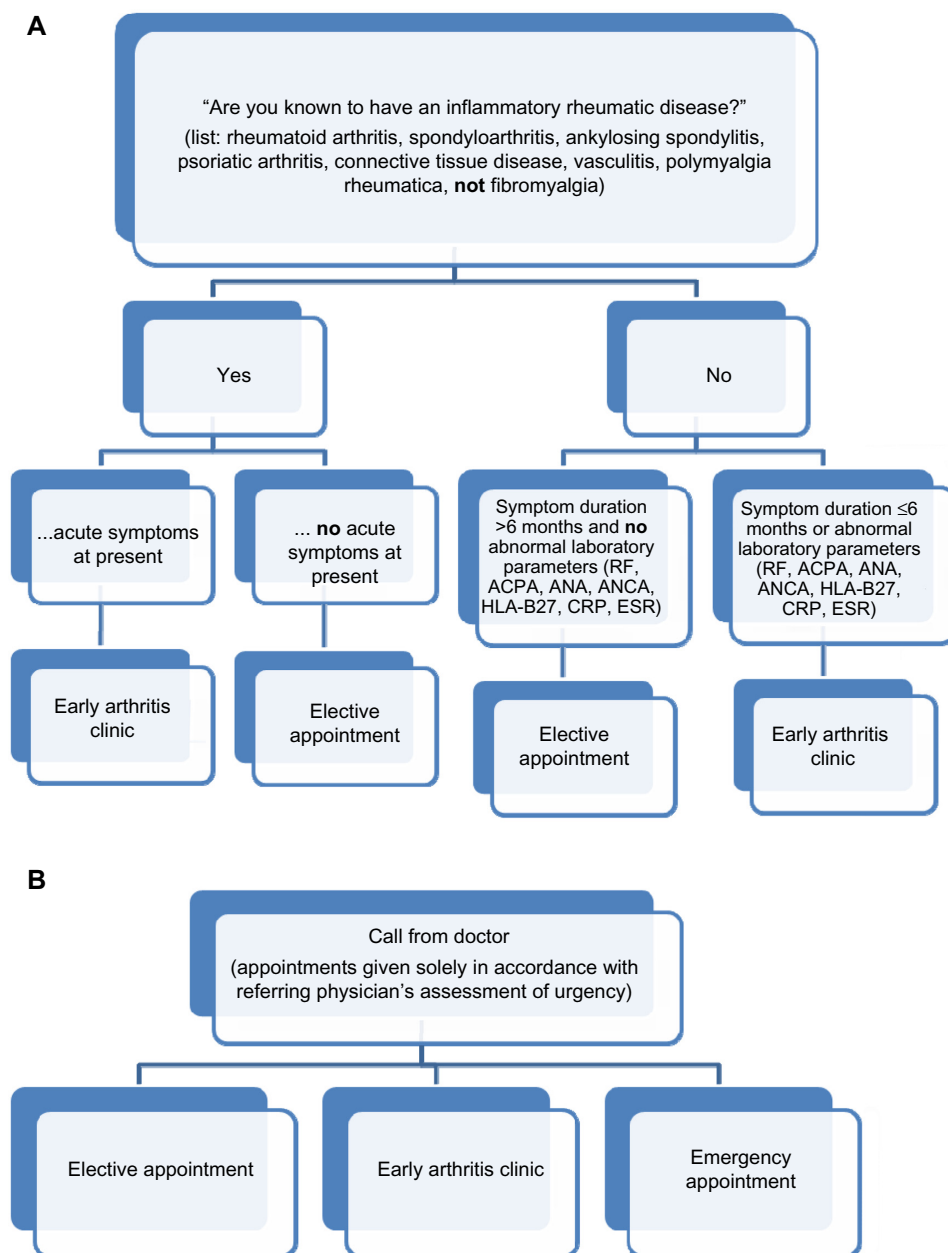 A
“Are you known to have an inflammatory rheumatic disease?”
(list: rheumatoid arthritis, spondyloarthritis, ankylosing spondylitis,
psoriatic arthritis, connective tissue disease, vasculitis, polymyalgia
rheumatica, not fibromyalgia)
Yes
No
...acute symptoms
at present
... no acute
symptoms at
present
Symptom duration
>6 months and no
abnormal laboratory
parameters (RF,
ACPA, ANA, ANCA,
HLA-B27, CRP, ESR)
Symptom duration ≤6
months or abnormal
laboratory parameters
(RF, ACPA, ANA,
ANCA, HLA-B27,
CRP, ESR)
Early arthritis
clinic
Elective
appointment
Elective
appointment
Early arthritis
clinic
B
Call from doctor
(appointments given solely in accordance with
referring physician’s assessment of urgency)
Elective appointment
Early arthritis clinic
Emergency
appointment